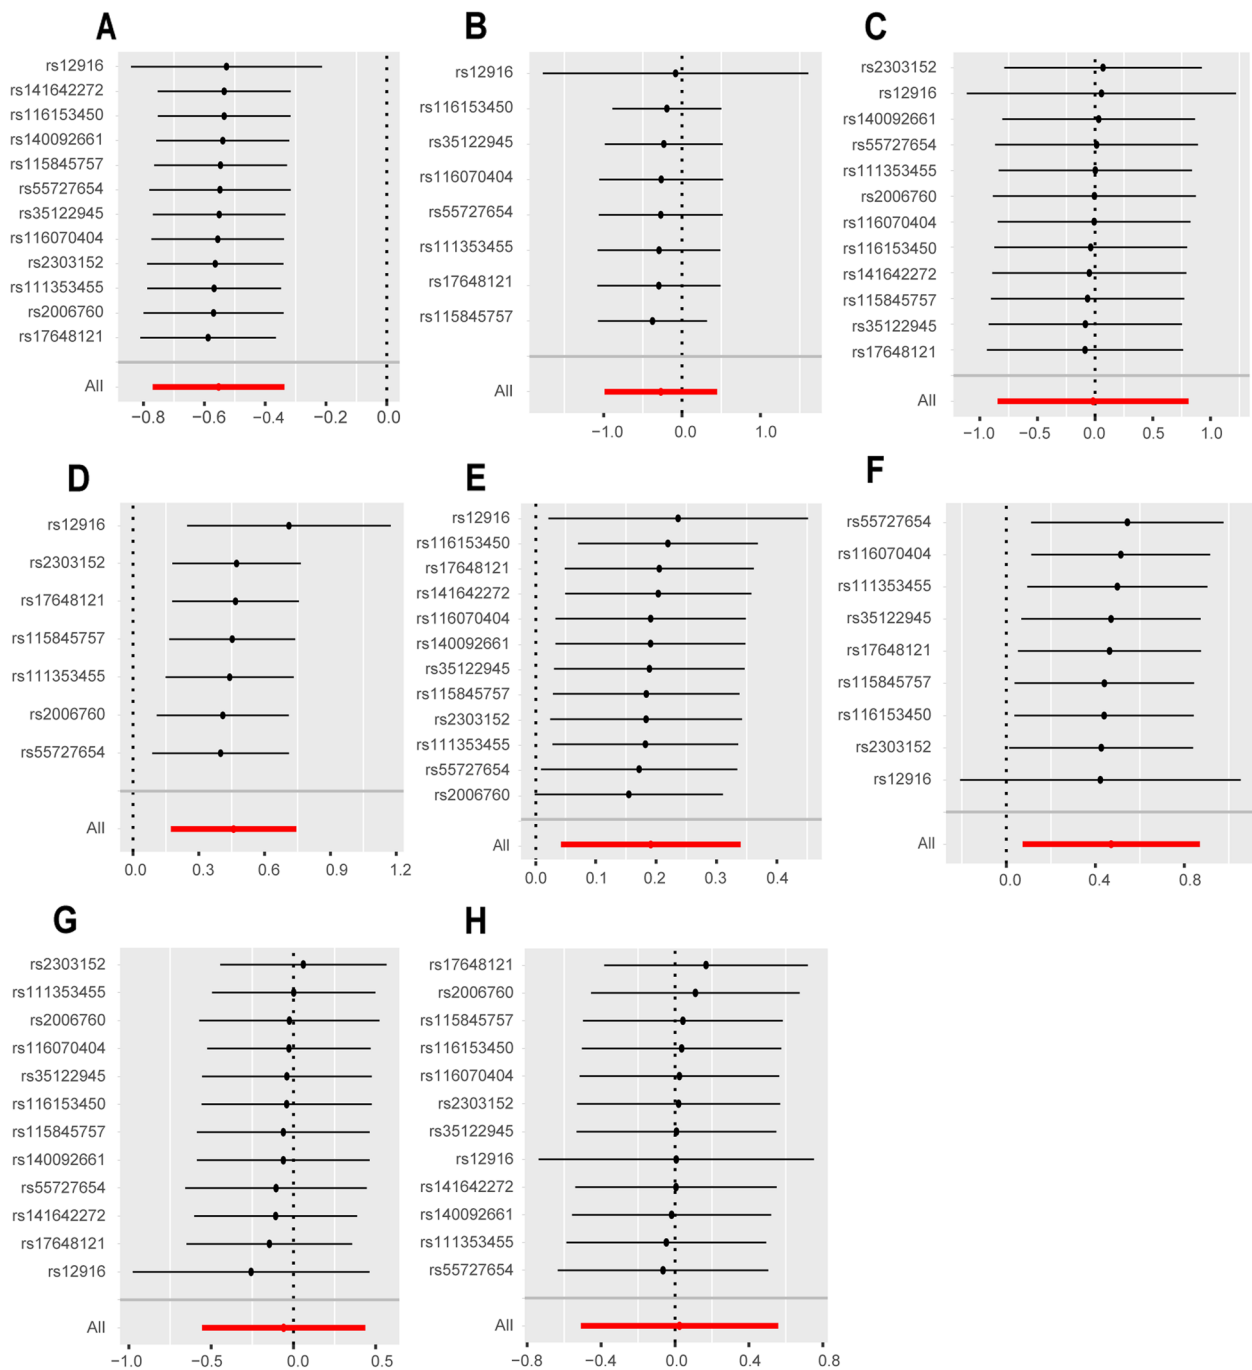 A
rs12916
rs141642272
rs116153450
rs140092661
rs115845757
rs55727654
rs35122945
rs116070404
rs2303152
rs111353455
rs2006760
rs17648121
All
−0.8 −0.6 −0.4 −0.2 0.0
B
rs12916
rs116153450
rs35122945
rs116070404
rs55727654
rs111353455
rs17648121
rs115845757
All
−1.0 0.0 1.0
C
rs2303152
rs12916
rs140092661
rs55727654
rs111353455
rs2006760
rs116070404
rs116153450
rs141642272
rs115845757
rs35122945
rs17648121
All
−1.0 −0.5 0.0 0.5 1.0
D
rs12916
rs2303152
rs17648121
rs115845757
rs111353455
rs2006760
rs55727654
All
0.0 0.3 0.6 0.9 1.2
E
rs12916
rs116153450
rs17648121
rs141642272
rs116070404
rs140092661
rs35122945
rs115845757
rs2303152
rs111353455
rs55727654
rs2006760
All
0.0 0.1 0.2 0.3 0.4
F
rs55727654
rs116070404
rs111353455
rs35122945
rs17648121
rs115845757
rs116153450
rs2303152
rs12916
All
0.0 0.4 0.8
G
rs2303152
rs111353455
rs2006760
rs116070404
rs35122945
rs116153450
rs115845757
rs140092661
rs55727654
rs141642272
rs17648121
rs12916
All
−1.0 −0.5 0.0 0.5
H
rs17648121
rs2006760
rs115845757
rs116153450
rs116070404
rs2303152
rs35122945
rs12916
rs141642272
rs140092661
rs111353455
rs55727654
All
−0.8 −0.4 0.0 0.4 0.8